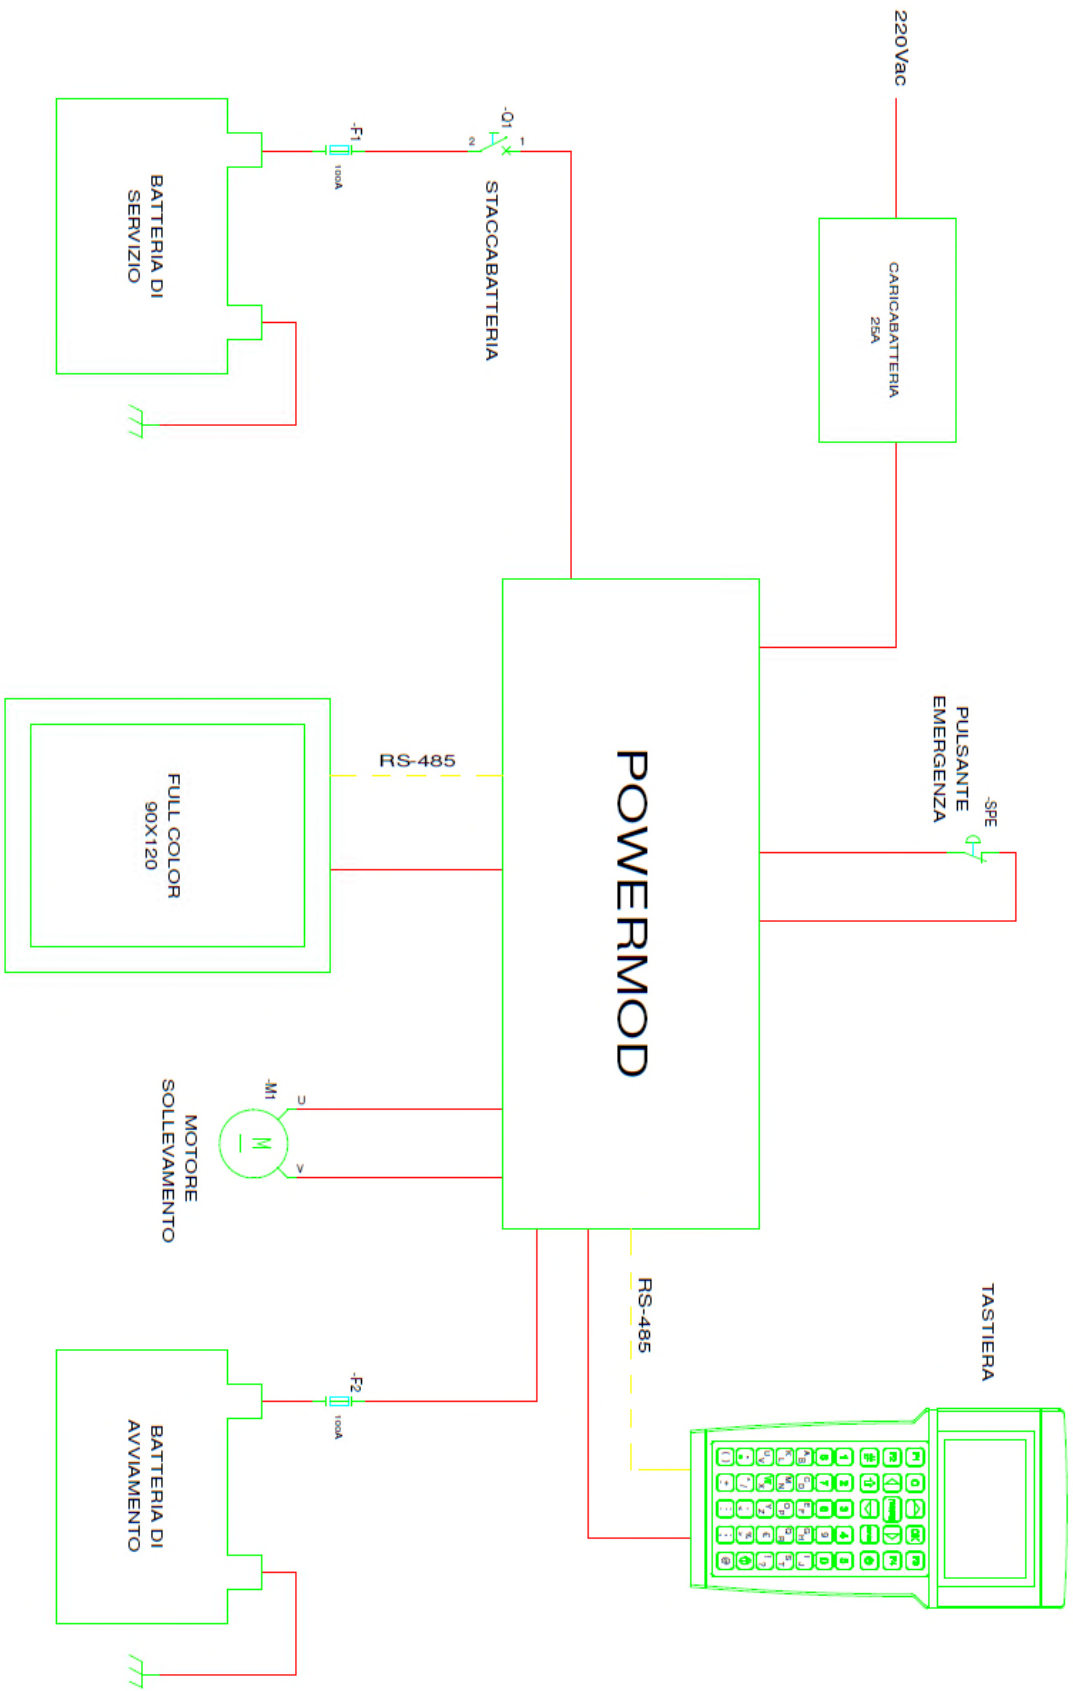 220Vac
CARICABATTERIA
25A
PULSANTE
EMERGENZA
-SPE
TASTIERA
-Q1
1
2
STACCABATTERIA
POWERMOD
RS-485
RS-485
-F1
100A
BATTERIA DI
SERVIZIO
FULL COLOR
90X120
-M1
U
V
M
MOTORE
SOLLEVAMENTO
-F2
100A
BATTERIA DI
AVVIAMENTO